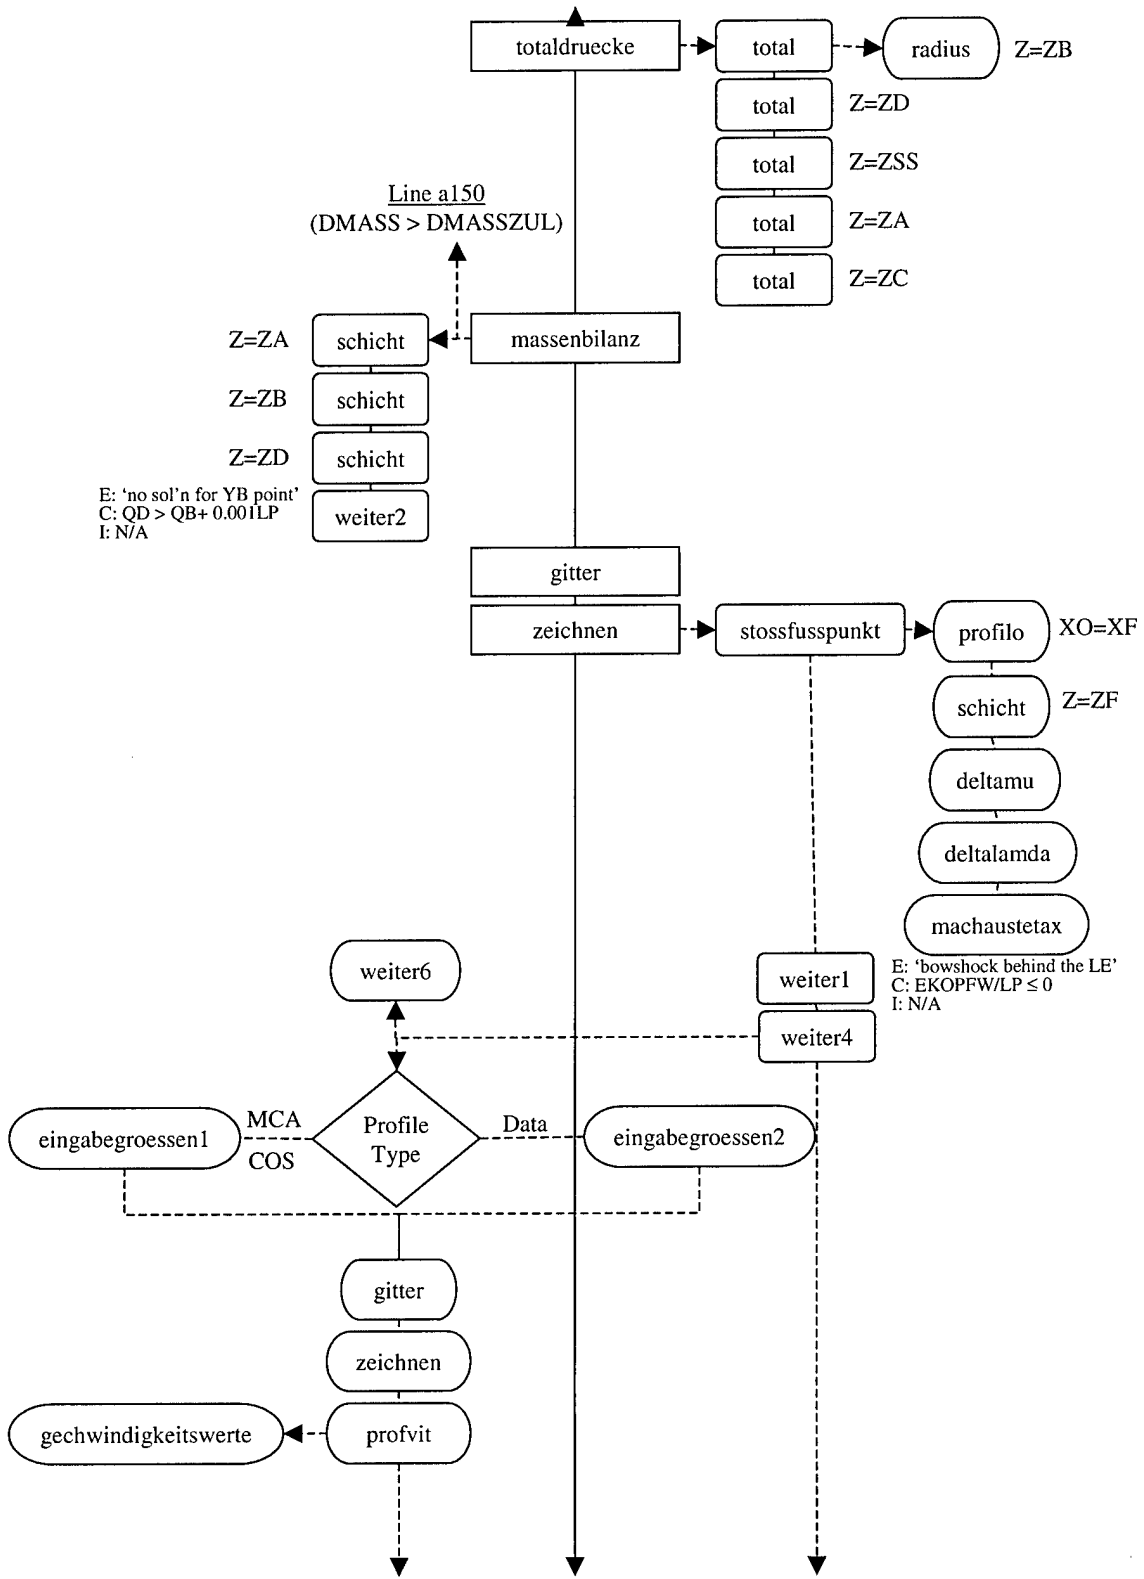 totaldruecke
total
radius
Z=ZB
total
Z=ZD
total
Z=ZSS
total
Z=ZA
total
Z=ZC
Line a150
(DMASS > DMASSZUL)
massenbilanz
Z=ZA
schicht
Z=ZB
schicht
Z=ZD
schicht
E: ‘no sol’n for YB point’
C: QD > QB+ 0.001LP
I: N/A
weiter2
gitter
zeichnen
stossfusspunkt
profilo
XO=XF
schicht
Z=ZF
deltamu
deltalamda
machaustetax
E: ‘bowshock behind the LE’
C: EKOPFW/LP ≤ 0
I: N/A
weiter1
weiter4
weiter6
Profile
Type
MCA
COS
Data
eingabegroessen1
eingabegroessen2
gitter
zeichnen
profvit
gechwindigkeitswerte